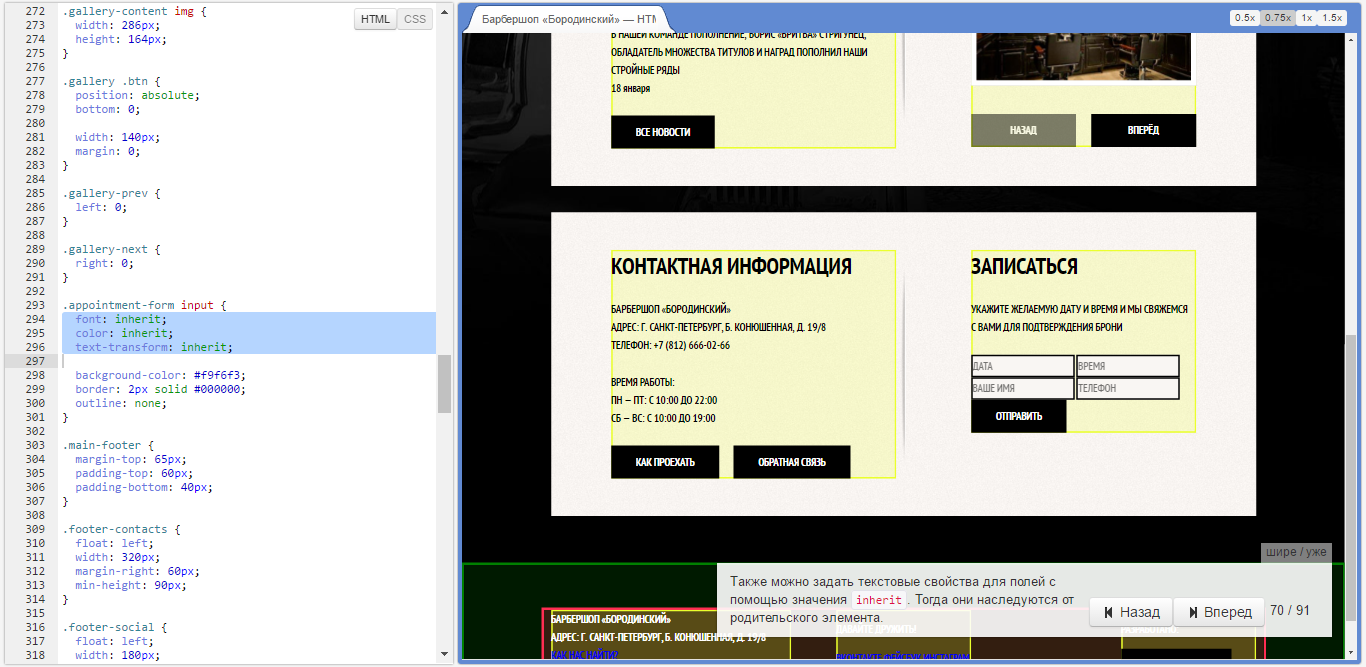 HTML CSS
272 .gallery-content img {
273 width: 286px;
274 height: 164px;
275 }
276
277 .gallery .btn {
278 position: absolute;
279 bottom: 0;
280
281 width: 140px;
282 margin: 0;
283 }
284
285 .gallery-prev {
286 left: 0;
287 }
288
289 .gallery-next {
290 right: 0;
291 }
292
293 .appointment-form input {
294 font: inherit;
295 color: inherit;
296 text-transform: inherit;
297
298 background-color: #f9f6f3;
299 border: 2px solid #000000;
300 outline: none;
301 }
302
303 .main-footer {
304 margin-top: 65px;
305 padding-top: 60px;
306 padding-bottom: 40px;
307 }
308
309 .footer-contacts {
310 float: left;
311 width: 320px;
312 margin-right: 60px;
313 min-height: 90px;
314 }
315
316 .footer-social {
317 float: left;
318 width: 180px;
Барбершоп «Бородинский» — HTM
0.5x 0.75x 1x 1.5x
В НАШЕЙ КОМАНДЕ ПОПОЛНЕНИЕ, БОРИС «БРИТВА» СТРИГУНЕЦ,
ОБЛАДАТЕЛЬ МНОЖЕСТВА ТИТУЛОВ И НАГРАД ПОПОЛНИЛ НАШИ
СТРОЙНЫЕ РЯДЫ
18 января
ВСЕ НОВОСТИ
НАЗАД ВПЕРЁД
КОНТАКТНАЯ ИНФОРМАЦИЯ
БАРБЕРШОП «БОРОДИНСКИЙ»
АДРЕС: Г. САНКТ-ПЕТЕРБУРГ, Б. КОНЮШЕННАЯ, Д. 19/8
ТЕЛЕФОН: +7 (812) 666-02-66
ВРЕМЯ РАБОТЫ:
ПН – ПТ: С 10:00 ДО 22:00
СБ – ВС: С 10:00 ДО 19:00
КАК ПРОЕХАТЬ ОБРАТНАЯ СВЯЗЬ
ЗАПИСАТЬСЯ
УКАЖИТЕ ЖЕЛАЕМУЮ ДАТУ И ВРЕМЯ И МЫ СВЯЖЕМСЯ
С ВАМИ ДЛЯ ПОДТВЕРЖДЕНИЯ БРОНИ
ДАТА ВРЕМЯ
ВАШЕ ИМЯ ТЕЛЕФОН
ОТПРАВИТЬ
шире / уже
Также можно задать текстовые свойства для полей с
помощью значения inherit. Тогда они наследуются от
родительского элемента.
Назад Вперед 70 / 91
БАРБЕРШОП «БОРОДИНСКИЙ»
АДРЕС: Г. САНКТ-ПЕТЕРБУРГ, Б. КОНЮШЕННАЯ, Д. 19/8
КАК НАС НАЙТИ?
ДАВАЙТЕ ДРУЖИТЬ!
ВКОНТАКТЕ ФЕЙСБУК ИНСТАГРАМ